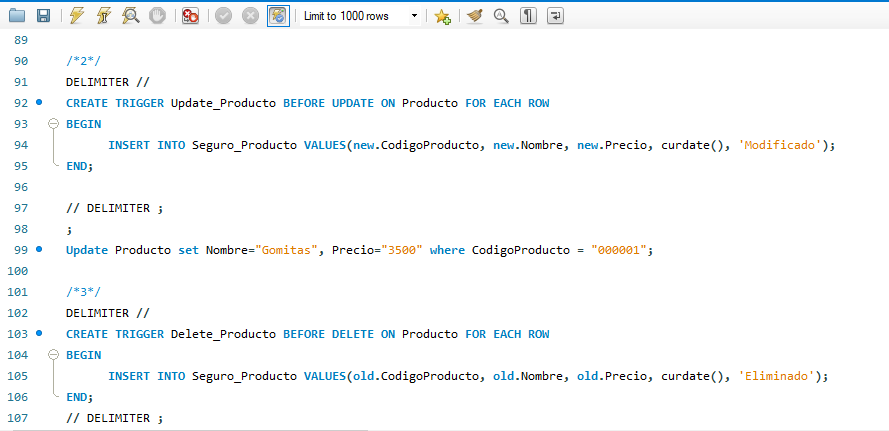 Limit to 1000 rows
89
90 /*2*/
91 DELIMITER //
92 CREATE TRIGGER Update_Producto BEFORE UPDATE ON Producto FOR EACH ROW
93 BEGIN
94 INSERT INTO Seguro_Producto VALUES(new.CodigoProducto, new.Nombre, new.Precio, curdate(), 'Modificado');
95 END;
96
97 // DELIMITER ;
98 ;
99 Update Producto set Nombre="Gomitas", Precio="3500" where CodigoProducto = "000001";
100
101 /*3*/
102 DELIMITER //
103 CREATE TRIGGER Delete_Producto BEFORE DELETE ON Producto FOR EACH ROW
104 BEGIN
105 INSERT INTO Seguro_Producto VALUES(old.CodigoProducto, old.Nombre, old.Precio, curdate(), 'Eliminado');
106 END;
107 // DELIMITER ;